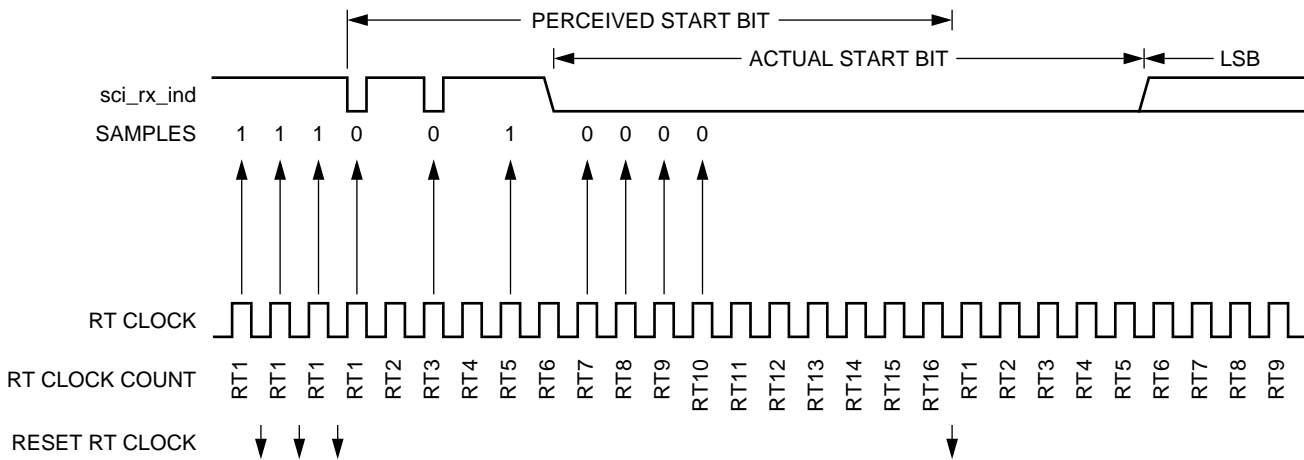 PERCEIVED START BIT
ACTUAL START BIT LSB
sci_rx_ind
SAMPLES 1 1 1 0 0 1 0 0 0 0
RT CLOCK
RT CLOCK COUNT RT1 RT1 RT1 RT1 RT2 RT3 RT4 RT5 RT6 RT7 RT8 RT9 RT10 RT11 RT12 RT13 RT14 RT15 RT16 RT1 RT2 RT3 RT4 RT5 RT6 RT7 RT8 RT9
RESET RT CLOCK